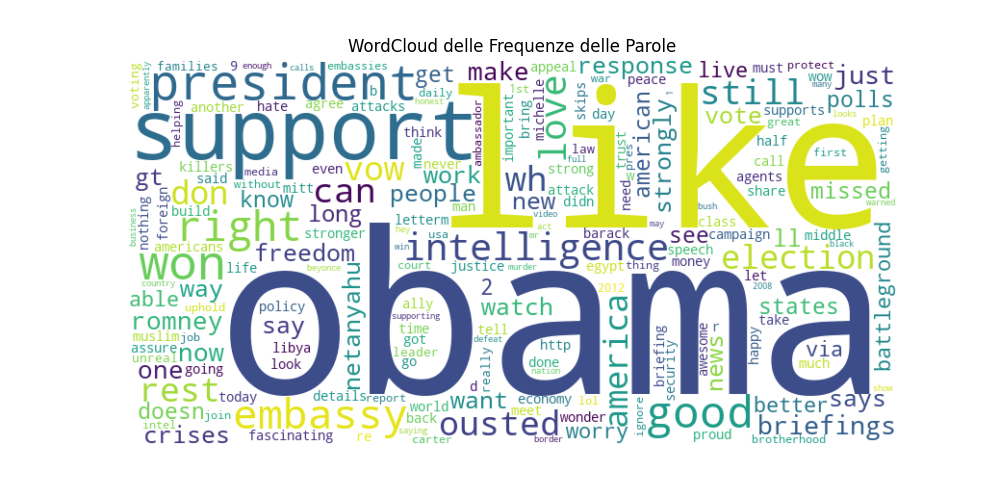 WordCloud delle Frequenze delle Parole
voting families 9 enough calls embassies president get make appeal response live must protect wow just
apparently b daily skips 1st war peace many polls
another hate agree attacks honest love day still supports plan
helping support like important bring michelle american strongly vote great looks
killers media think made ambassador law trust half first getting
gt said without mitt even vow never work strong full need pres call agents
don know can people wh attack didn w share missed
nothing foreign build long man new class middle
right stronger letterm usa barack see campaign ll battleground
americans freedom hey intelligence video act mr may speech black warned
business won life win court justice murder egypt thing money bush election
country way policy obama ally 2 2012 let 2008
able uphold say supporting watch states
romney muslim job libya netanyahu time got tell defeat http america take
assure now look leader go really done nation briefing security news r awesome happy via much
unreal one going
rest today details report d want economy lol better says show
doesn join embassy world back meet wonder good
intel crises fascinating re saying carter ousted border worry ignore proud brotherhood briefings